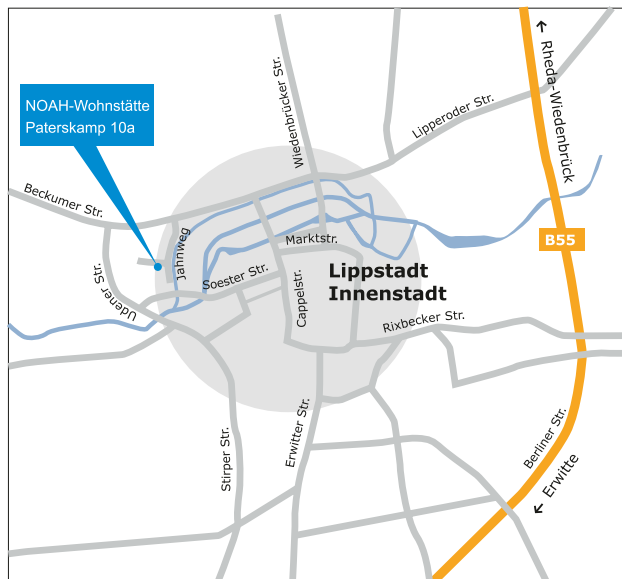 Rheda-Wiedenbrück
Wiedenbrücker Str.
NOAH-Wohnstätte
Paterskamp 10a
Lipperoder Str.
Beckumer Str.
Jahnweg
Marktstr.
B55
Udener Str.
Soester Str.
Lippstadt
Innenstadt
Cappelstr.
Rixbecker Str.
Stirper Str.
Erwitter Str.
Berliner Str.
Erwitte